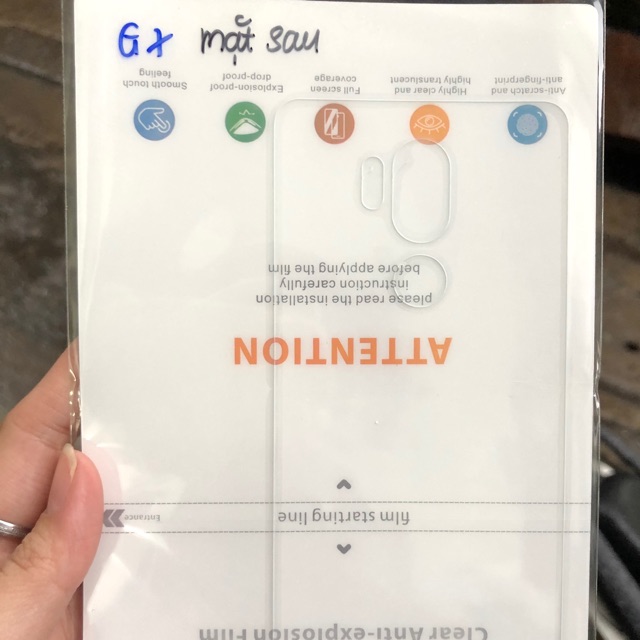 GX mặt sau
Smooth touch
feeling
Explosion-proof
drop-proof
Full screen
coverage
Highly clear and
highly translucent
Anti-scratch and
anti-fingerprint
ATTENTION
please read the installation
instruction carefully
before applying the film
film starting line
Entrance
Clear Anti-explosion Film